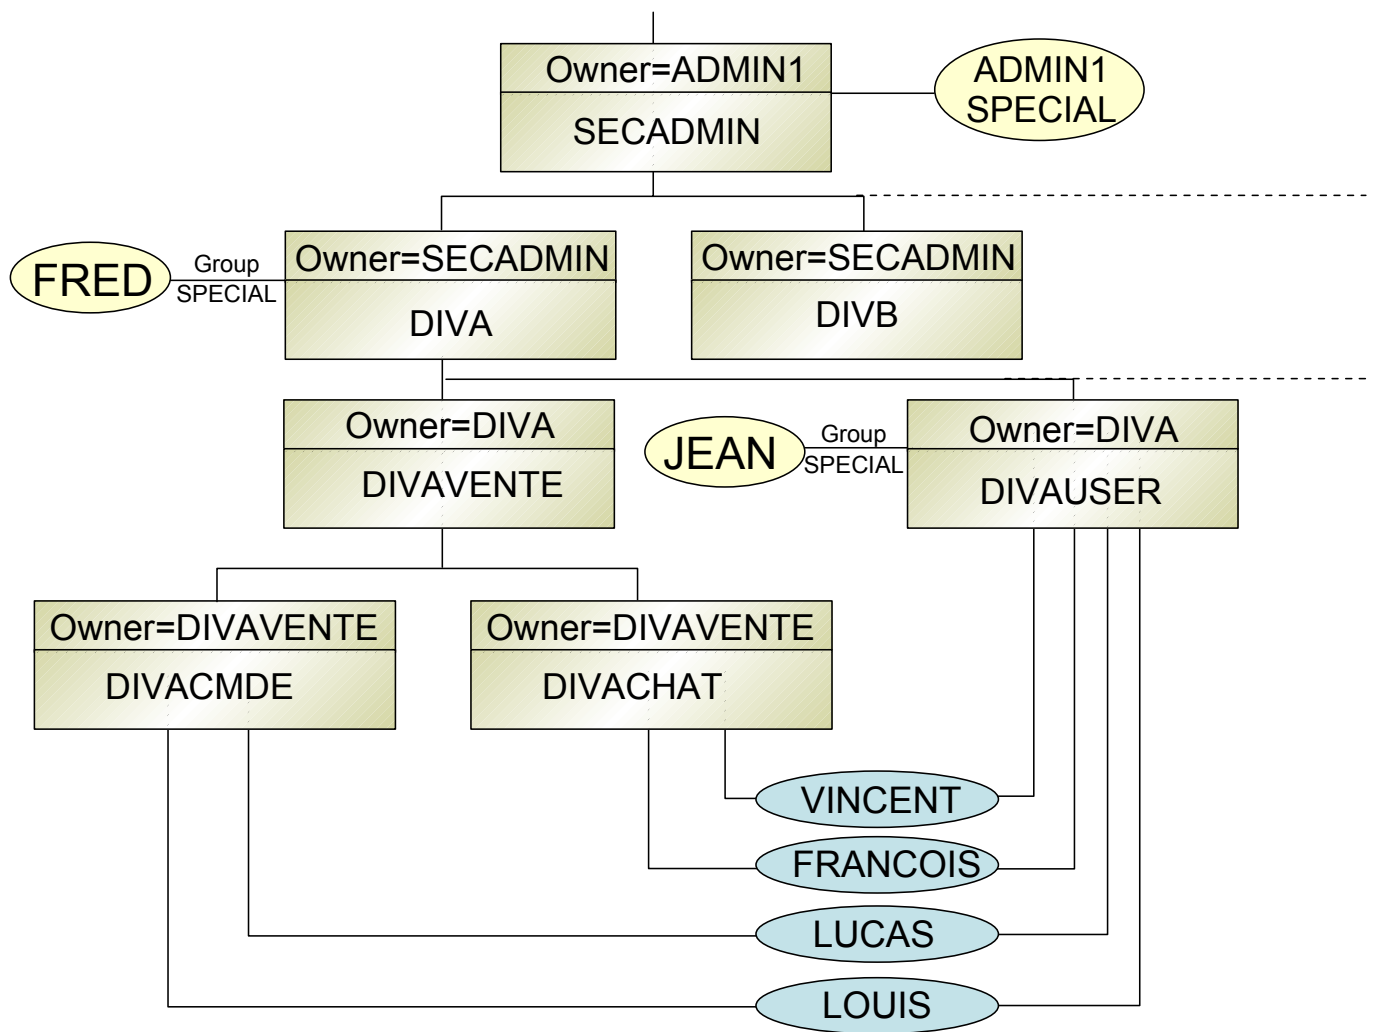 Owner=ADMIN1
SECADMIN
ADMIN1
SPECIAL
FRED
Group
SPECIAL
Owner=SECADMIN
DIVA
Owner=SECADMIN
DIVB
Owner=DIVA
DIVAVENTE
JEAN
Group
SPECIAL
Owner=DIVA
DIVAUSER
Owner=DIVAVENTE
DIVACMDE
Owner=DIVAVENTE
DIVACHAT
VINCENT
FRANCOIS
LUCAS
LOUIS